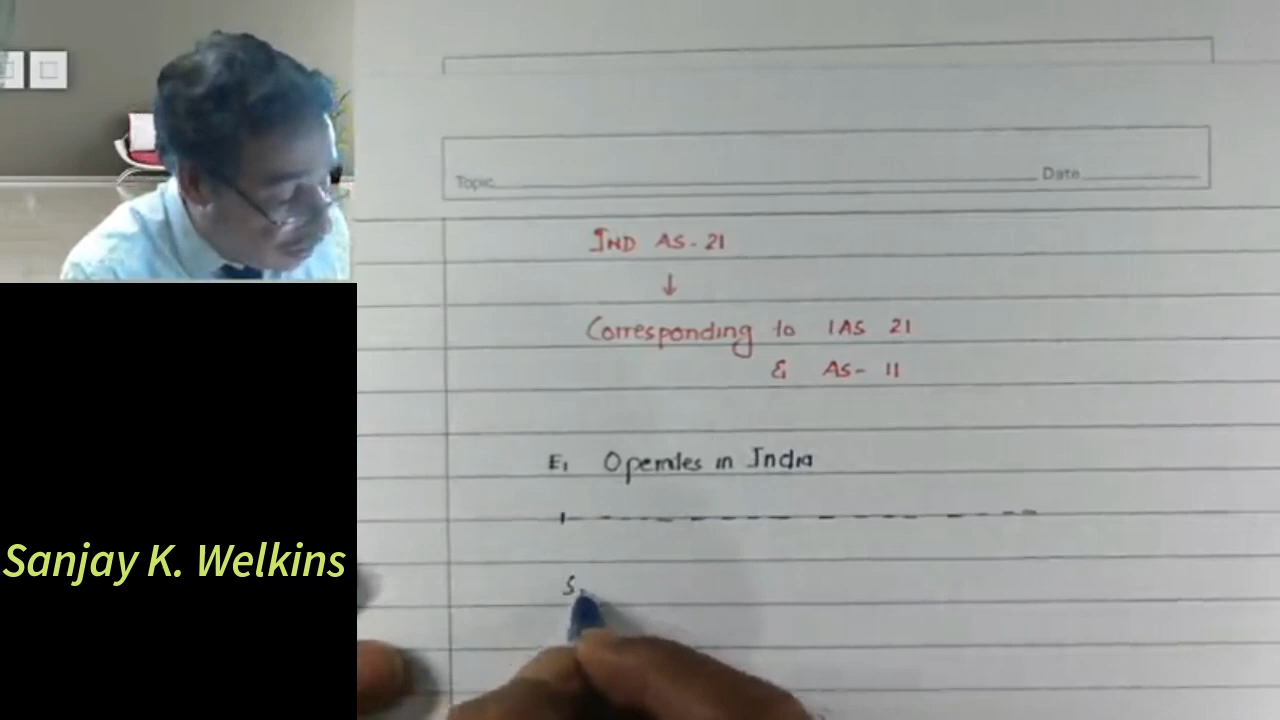 Topic
Date
IND AS-21
↓
Corresponding to IAS 21
& AS-11
E1 Operates in India
S
Sanjay K. Welkins